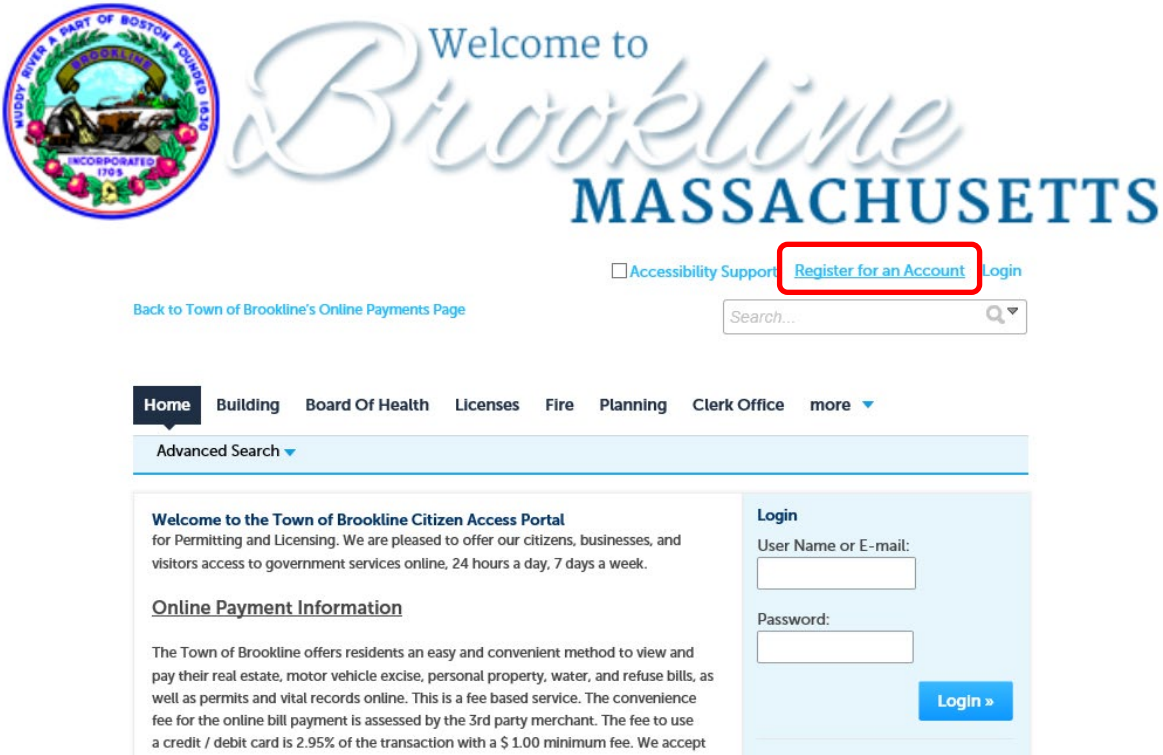 MUDDY RIVER A PART OF BOSTON FOUNDED 1630
BROOKLINE
INCORPORATED
1705
Welcome to
Brookline
MASSACHUSETTS
Accessibility Support Register for an Account Login
Back to Town of Brookline's Online Payments Page
Search...
Home Building Board Of Health Licenses Fire Planning Clerk Office more
Advanced Search
Welcome to the Town of Brookline Citizen Access Portal
for Permitting and Licensing. We are pleased to offer our citizens, businesses, and
visitors access to government services online, 24 hours a day, 7 days a week.
Online Payment Information
The Town of Brookline offers residents an easy and convenient method to view and
pay their real estate, motor vehicle excise, personal property, water, and refuse bills, as
well as permits and vital records online. This is a fee based service. The convenience
fee for the online bill payment is assessed by the 3rd party merchant. The fee to use
a credit / debit card is 2.95% of the transaction with a $ 1.00 minimum fee. We accept
Login
User Name or E-mail:
Password:
Login »